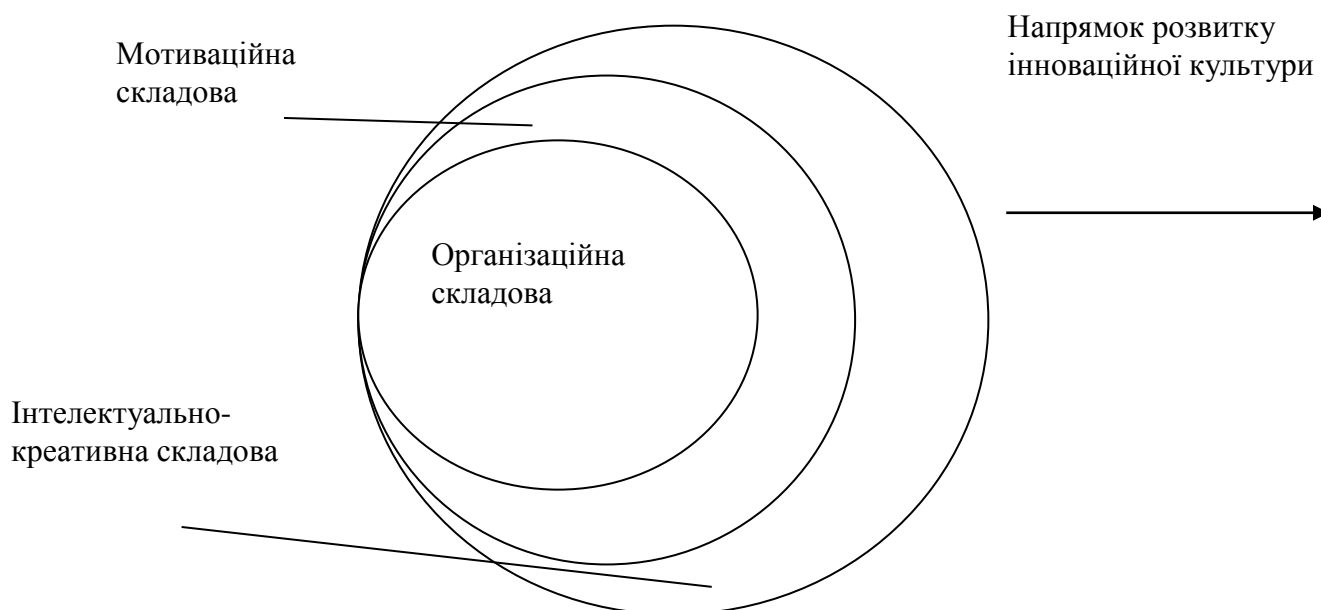 Мотиваційна
складова
Напрямок розвитку
інноваційної культури
Організаційна
складова
Інтелектуально-
креативна складова